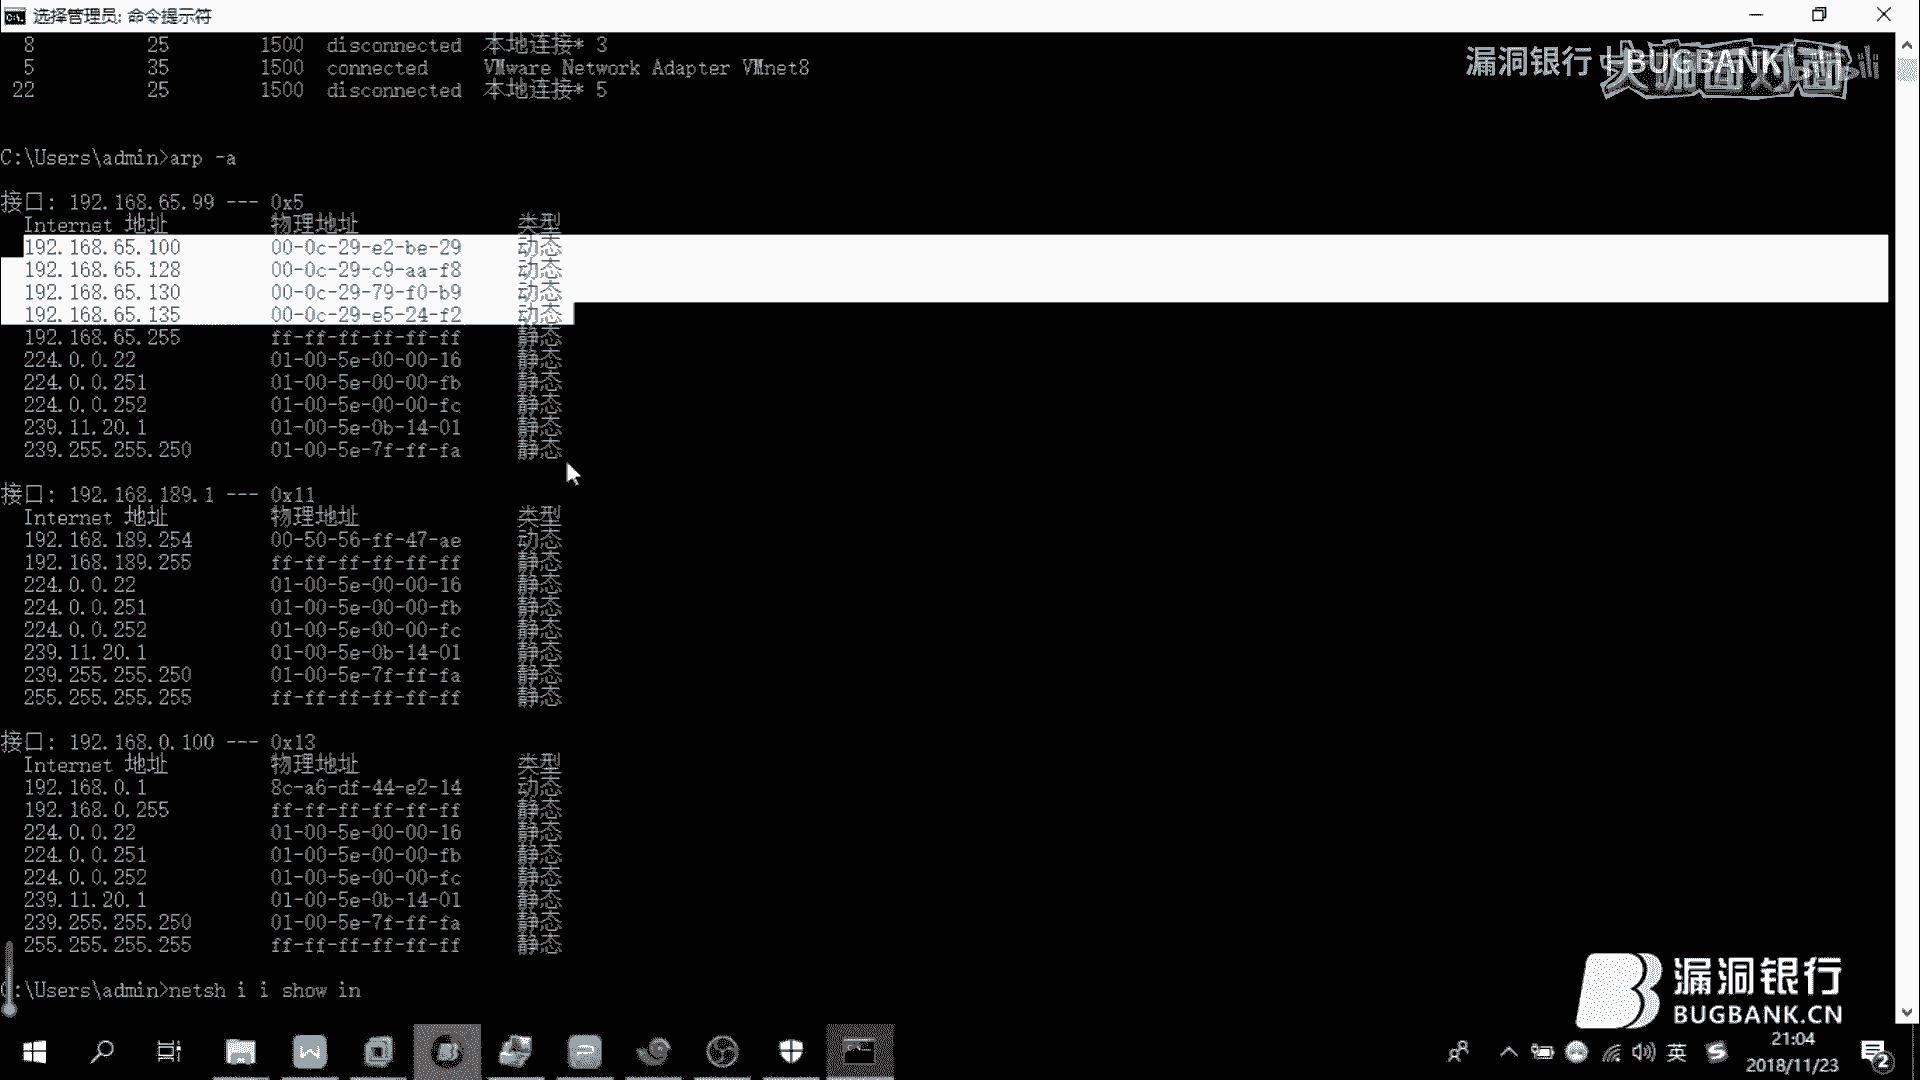 选择管理员: 命令提示符
8 25 1500 disconnected 本地连接* 3
5 35 1500 connected VMware Network Adapter VMnet8
22 25 1500 disconnected 本地连接* 5
漏洞银行 BUGBANK
C:\Users\admin>arp -a
接口: 192.168.65.99 --- 0x5
Internet 地址 物理地址 类型
192.168.65.100 00-0c-29-e2-be-29 动态
192.168.65.128 00-0c-29-c9-aa-f8 动态
192.168.65.130 00-0c-29-79-f0-b9 动态
192.168.65.135 00-0c-29-e5-24-f2 动态
192.168.65.255 ff-ff-ff-ff-ff-ff 静态
224.0.0.22 01-00-5e-00-00-16 静态
224.0.0.251 01-00-5e-00-00-fb 静态
224.0.0.252 01-00-5e-00-00-fc 静态
239.11.20.1 01-00-5e-0b-14-01 静态
239.255.255.250 01-00-5e-7f-ff-fa 静态
接口: 192.168.189.1 --- 0x11
Internet 地址 物理地址 类型
192.168.189.254 00-50-56-ff-47-ae 动态
192.168.189.255 ff-ff-ff-ff-ff-ff 静态
224.0.0.22 01-00-5e-00-00-16 静态
224.0.0.251 01-00-5e-00-00-fb 静态
224.0.0.252 01-00-5e-00-00-fc 静态
239.11.20.1 01-00-5e-0b-14-01 静态
239.255.255.250 01-00-5e-7f-ff-fa 静态
255.255.255.255 ff-ff-ff-ff-ff-ff 静态
接口: 192.168.0.100 --- 0x13
Internet 地址 物理地址 类型
192.168.0.1 8c-a6-df-44-e2-14 动态
192.168.0.255 ff-ff-ff-ff-ff-ff 静态
224.0.0.22 01-00-5e-00-00-16 静态
224.0.0.251 01-00-5e-00-00-fb 静态
224.0.0.252 01-00-5e-00-00-fc 静态
239.11.20.1 01-00-5e-0b-14-01 静态
239.255.255.250 01-00-5e-7f-ff-fa 静态
255.255.255.255 ff-ff-ff-ff-ff-ff 静态
:\Users\admin>netsh i i show in
漏洞银行
BUGBANK.CN
英
21:04
2018/11/23
2